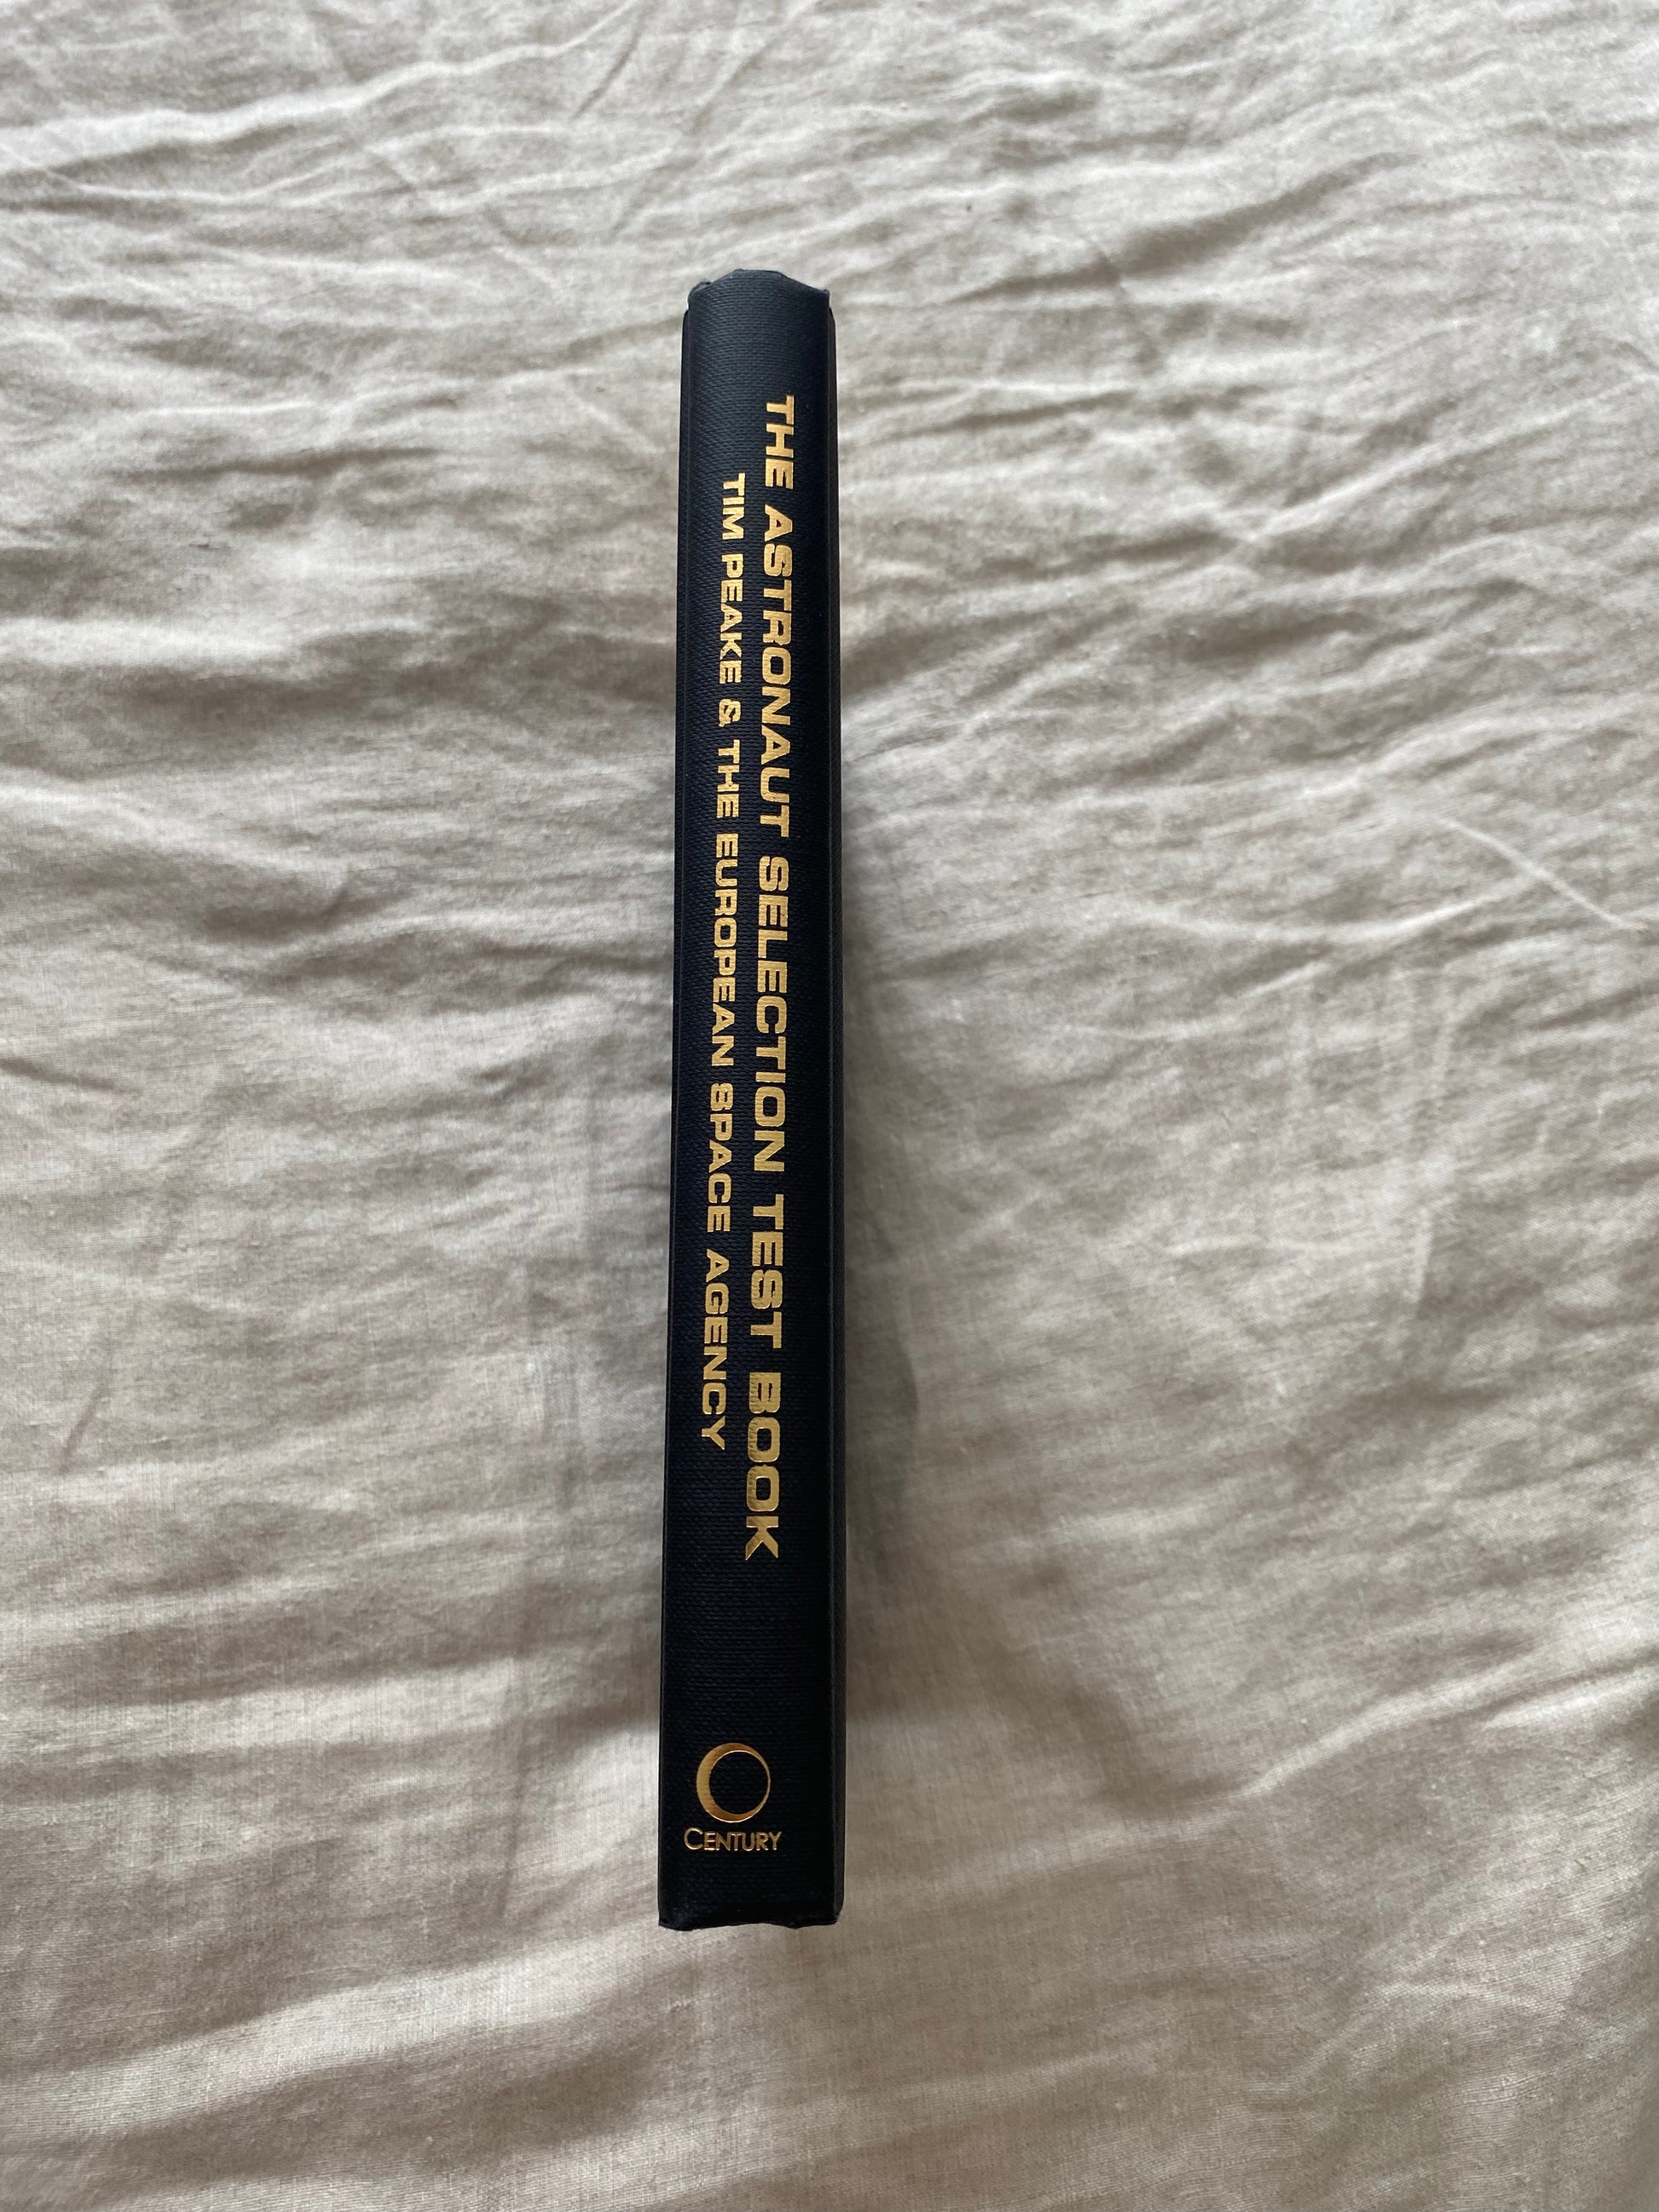 THE ASTRONAUT SELECTION TEST BOOK
TIM PEAKE & THE EUROPEAN SPACE AGENCY
CENTURY